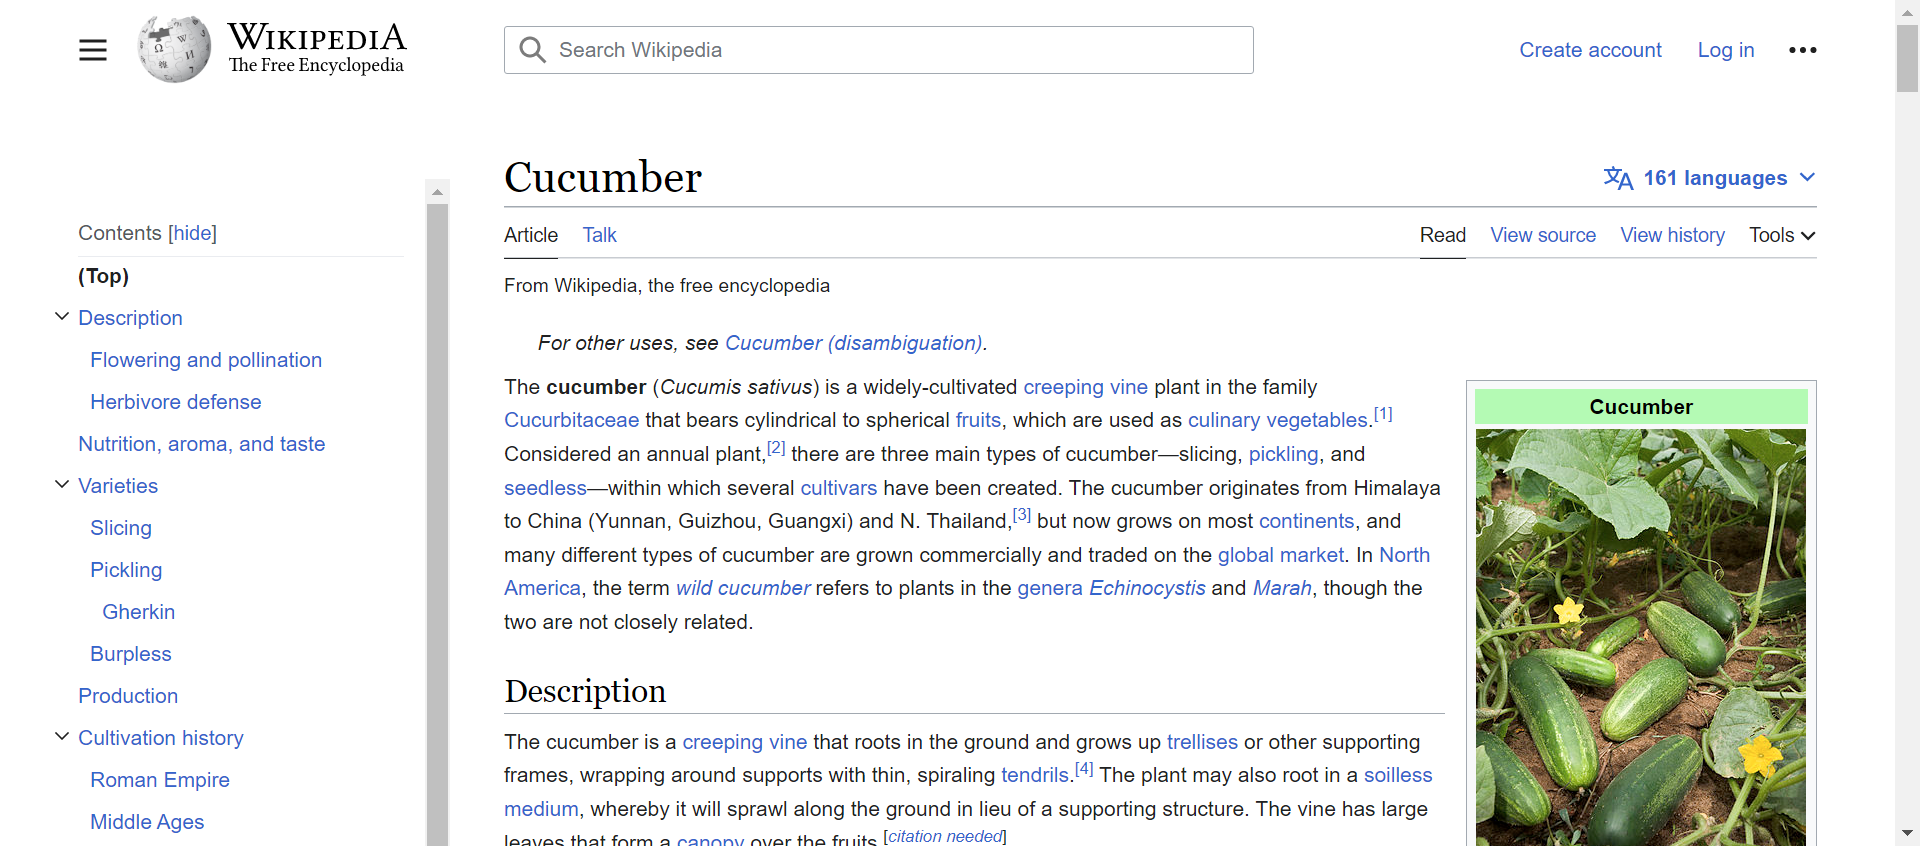 WIKIPEDIA
The Free Encyclopedia
Search Wikipedia
Create account
Log in
Contents [hide]
(Top)
Description
Flowering and pollination
Herbivore defense
Nutrition, aroma, and taste
Varieties
Slicing
Pickling
Gherkin
Burpless
Production
Cultivation history
Roman Empire
Middle Ages
Cucumber
161 languages
Article
Talk
Read
View source
View history
Tools
From Wikipedia, the free encyclopedia
For other uses, see Cucumber (disambiguation).
The cucumber (Cucumis sativus) is a widely-cultivated creeping vine plant in the family
Cucurbitaceae that bears cylindrical to spherical fruits, which are used as culinary vegetables.[1]
Considered an annual plant,[2] there are three main types of cucumber—slicing, pickling, and
seedless—within which several cultivars have been created. The cucumber originates from Himalaya
to China (Yunnan, Guizhou, Guangxi) and N. Thailand,[3] but now grows on most continents, and
many different types of cucumber are grown commercially and traded on the global market. In North
America, the term wild cucumber refers to plants in the genera Echinocystis and Marah, though the
two are not closely related.
Description
The cucumber is a creeping vine that roots in the ground and grows up trellises or other supporting
frames, wrapping around supports with thin, spiraling tendrils.[4] The plant may also root in a soilless
medium, whereby it will sprawl along the ground in lieu of a supporting structure. The vine has large
leaves that form a canopy over the fruits.[citation needed]
Cucumber